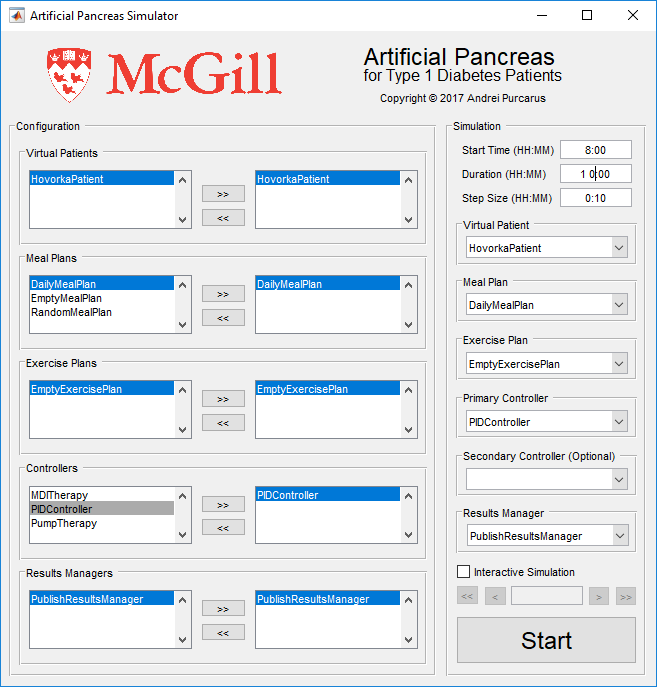 Artificial Pancreas Simulator
McGill
Artificial Pancreas
for Type 1 Diabetes Patients
Copyright © 2017 Andrei Purcarus
Configuration
Virtual Patients
HovorkaPatient
>>
<<
HovorkaPatient
Meal Plans
DailyMealPlan
EmptyMealPlan
RandomMealPlan
>>
<<
DailyMealPlan
Exercise Plans
EmptyExercisePlan
>>
<<
EmptyExercisePlan
Controllers
MDITherapy
PIDController
PumpTherapy
>>
<<
PIDController
Results Managers
PublishResultsManager
>>
<<
PublishResultsManager
Simulation
Start Time (HH:MM) 8:00
Duration (HH:MM) 1 0:00
Step Size (HH:MM) 0:10
Virtual Patient
HovorkaPatient
Meal Plan
DailyMealPlan
Exercise Plan
EmptyExercisePlan
Primary Controller
PIDController
Secondary Controller (Optional)
Results Manager
PublishResultsManager
Interactive Simulation
<< < > >>
Start